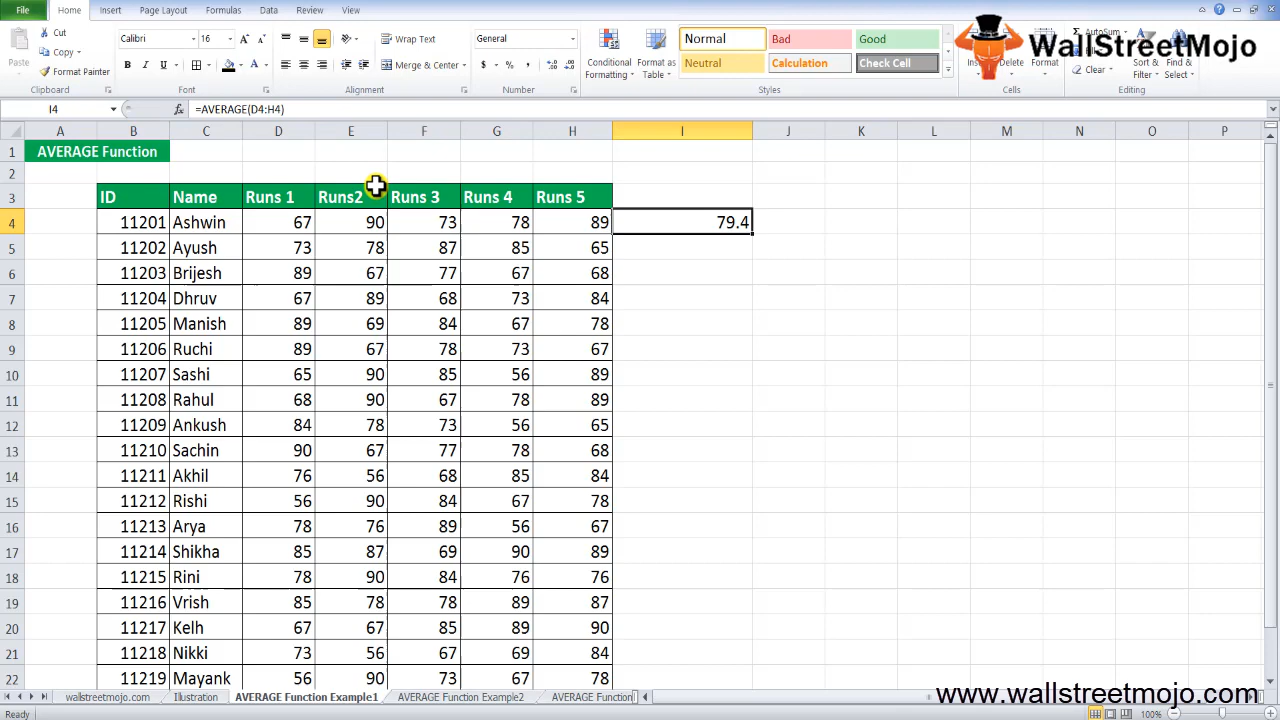 File Home Insert Page Layout Formulas Data Review View
Cut
Copy
Format Painter
Paste
Clipboard
Calibri 16
B I U
Font
Wrap Text
Merge & Center
Alignment
General
$ % ,
Number
Conditional Formatting
Format as Table
Normal Bad Good
Neutral Calculation Check Cell
Styles
Delete Format
Cells
AutoSum
Clear
Sort & Filter
Find & Select
Editing
WallStreetMojo
I4 fx =AVERAGE(D4:H4)
A B C D E F G H I J K L M N O P
1 AVERAGE Function
2
3 ID Name Runs 1 Runs2 Runs 3 Runs 4 Runs 5
4 11201 Ashwin 67 90 73 78 89 79.4
5 11202 Ayush 73 78 87 85 65
6 11203 Brijesh 89 67 77 67 68
7 11204 Dhruv 67 89 68 73 84
8 11205 Manish 89 69 84 67 78
9 11206 Ruchi 89 67 78 73 67
10 11207 Sashi 65 90 85 56 89
11 11208 Rahul 68 90 67 78 89
12 11209 Ankush 84 78 73 56 65
13 11210 Sachin 90 67 77 78 68
14 11211 Akhil 76 56 68 85 84
15 11212 Rishi 56 90 84 67 78
16 11213 Arya 78 76 89 56 67
17 11214 Shikha 85 87 69 90 89
18 11215 Rini 78 90 84 76 76
19 11216 Vrish 85 78 78 89 87
20 11217 Kelh 67 67 85 89 90
21 11218 Nikki 73 56 67 69 84
22 11219 Mayank 56 90 73 67 78
wallstreetmojo.com Illustration AVERAGE Function Example1 AVERAGE Function Example2 AVERAGE Function
www.wallstreetmojo.com
Ready 100%